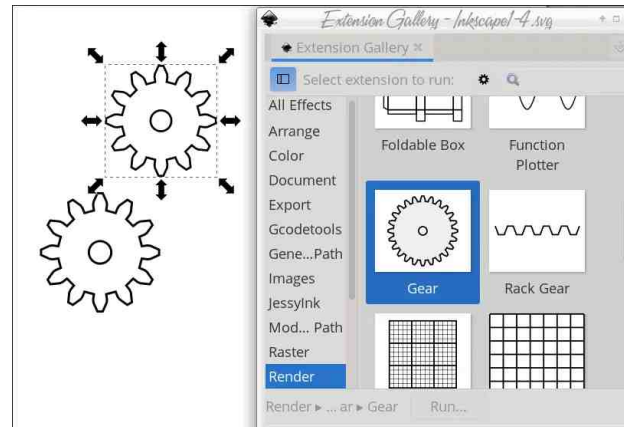 Extension Gallery - Inkscape1-4.svg
Extension Gallery
Select extension to run:
All Effects
Arrange
Color
Document
Export
Gcodetools
Gene...Path
Images
JessyInk
Mod... Path
Raster
Render
Foldable Box
Function
Plotter
Gear
Rack Gear
Render ▸ ... ar ▸ Gear
Run...